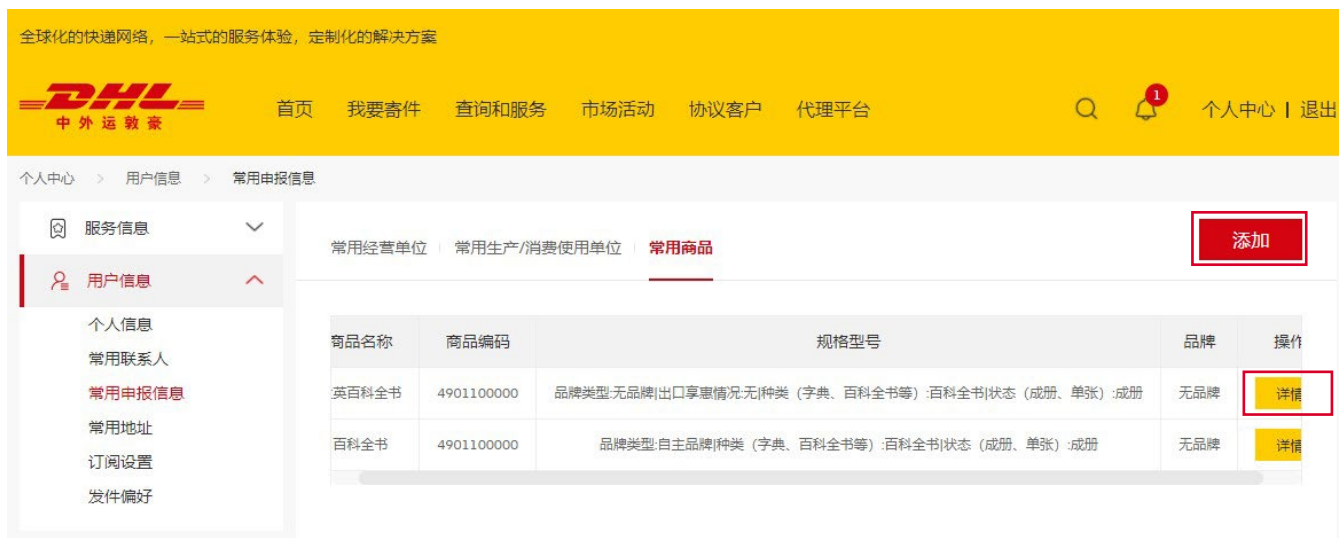 全球化的快递网络，一站式的服务体验，定制化的解决方案
DHL
中外运敦豪
首页 我要寄件 查询和服务 市场活动 协议客户 代理平台 1 个人中心 | 退出
个人中心 > 用户信息 > 常用申报信息
服务信息
常用经营单位 常用生产/消费使用单位 常用商品 添加
用户信息
个人信息
常用联系人
常用申报信息
常用地址
订阅设置
发件偏好
商品名称 商品编码 规格型号 品牌 操作
英百科全书 4901100000 品牌类型:无品牌|出口享惠情况:无|种类（字典、百科全书等）:百科全书|状态（成册、单张）:成册 无品牌 详情
百科全书 4901100000 品牌类型:自主品牌|种类（字典、百科全书等）:百科全书|状态（成册、单张）:成册 无品牌 详情